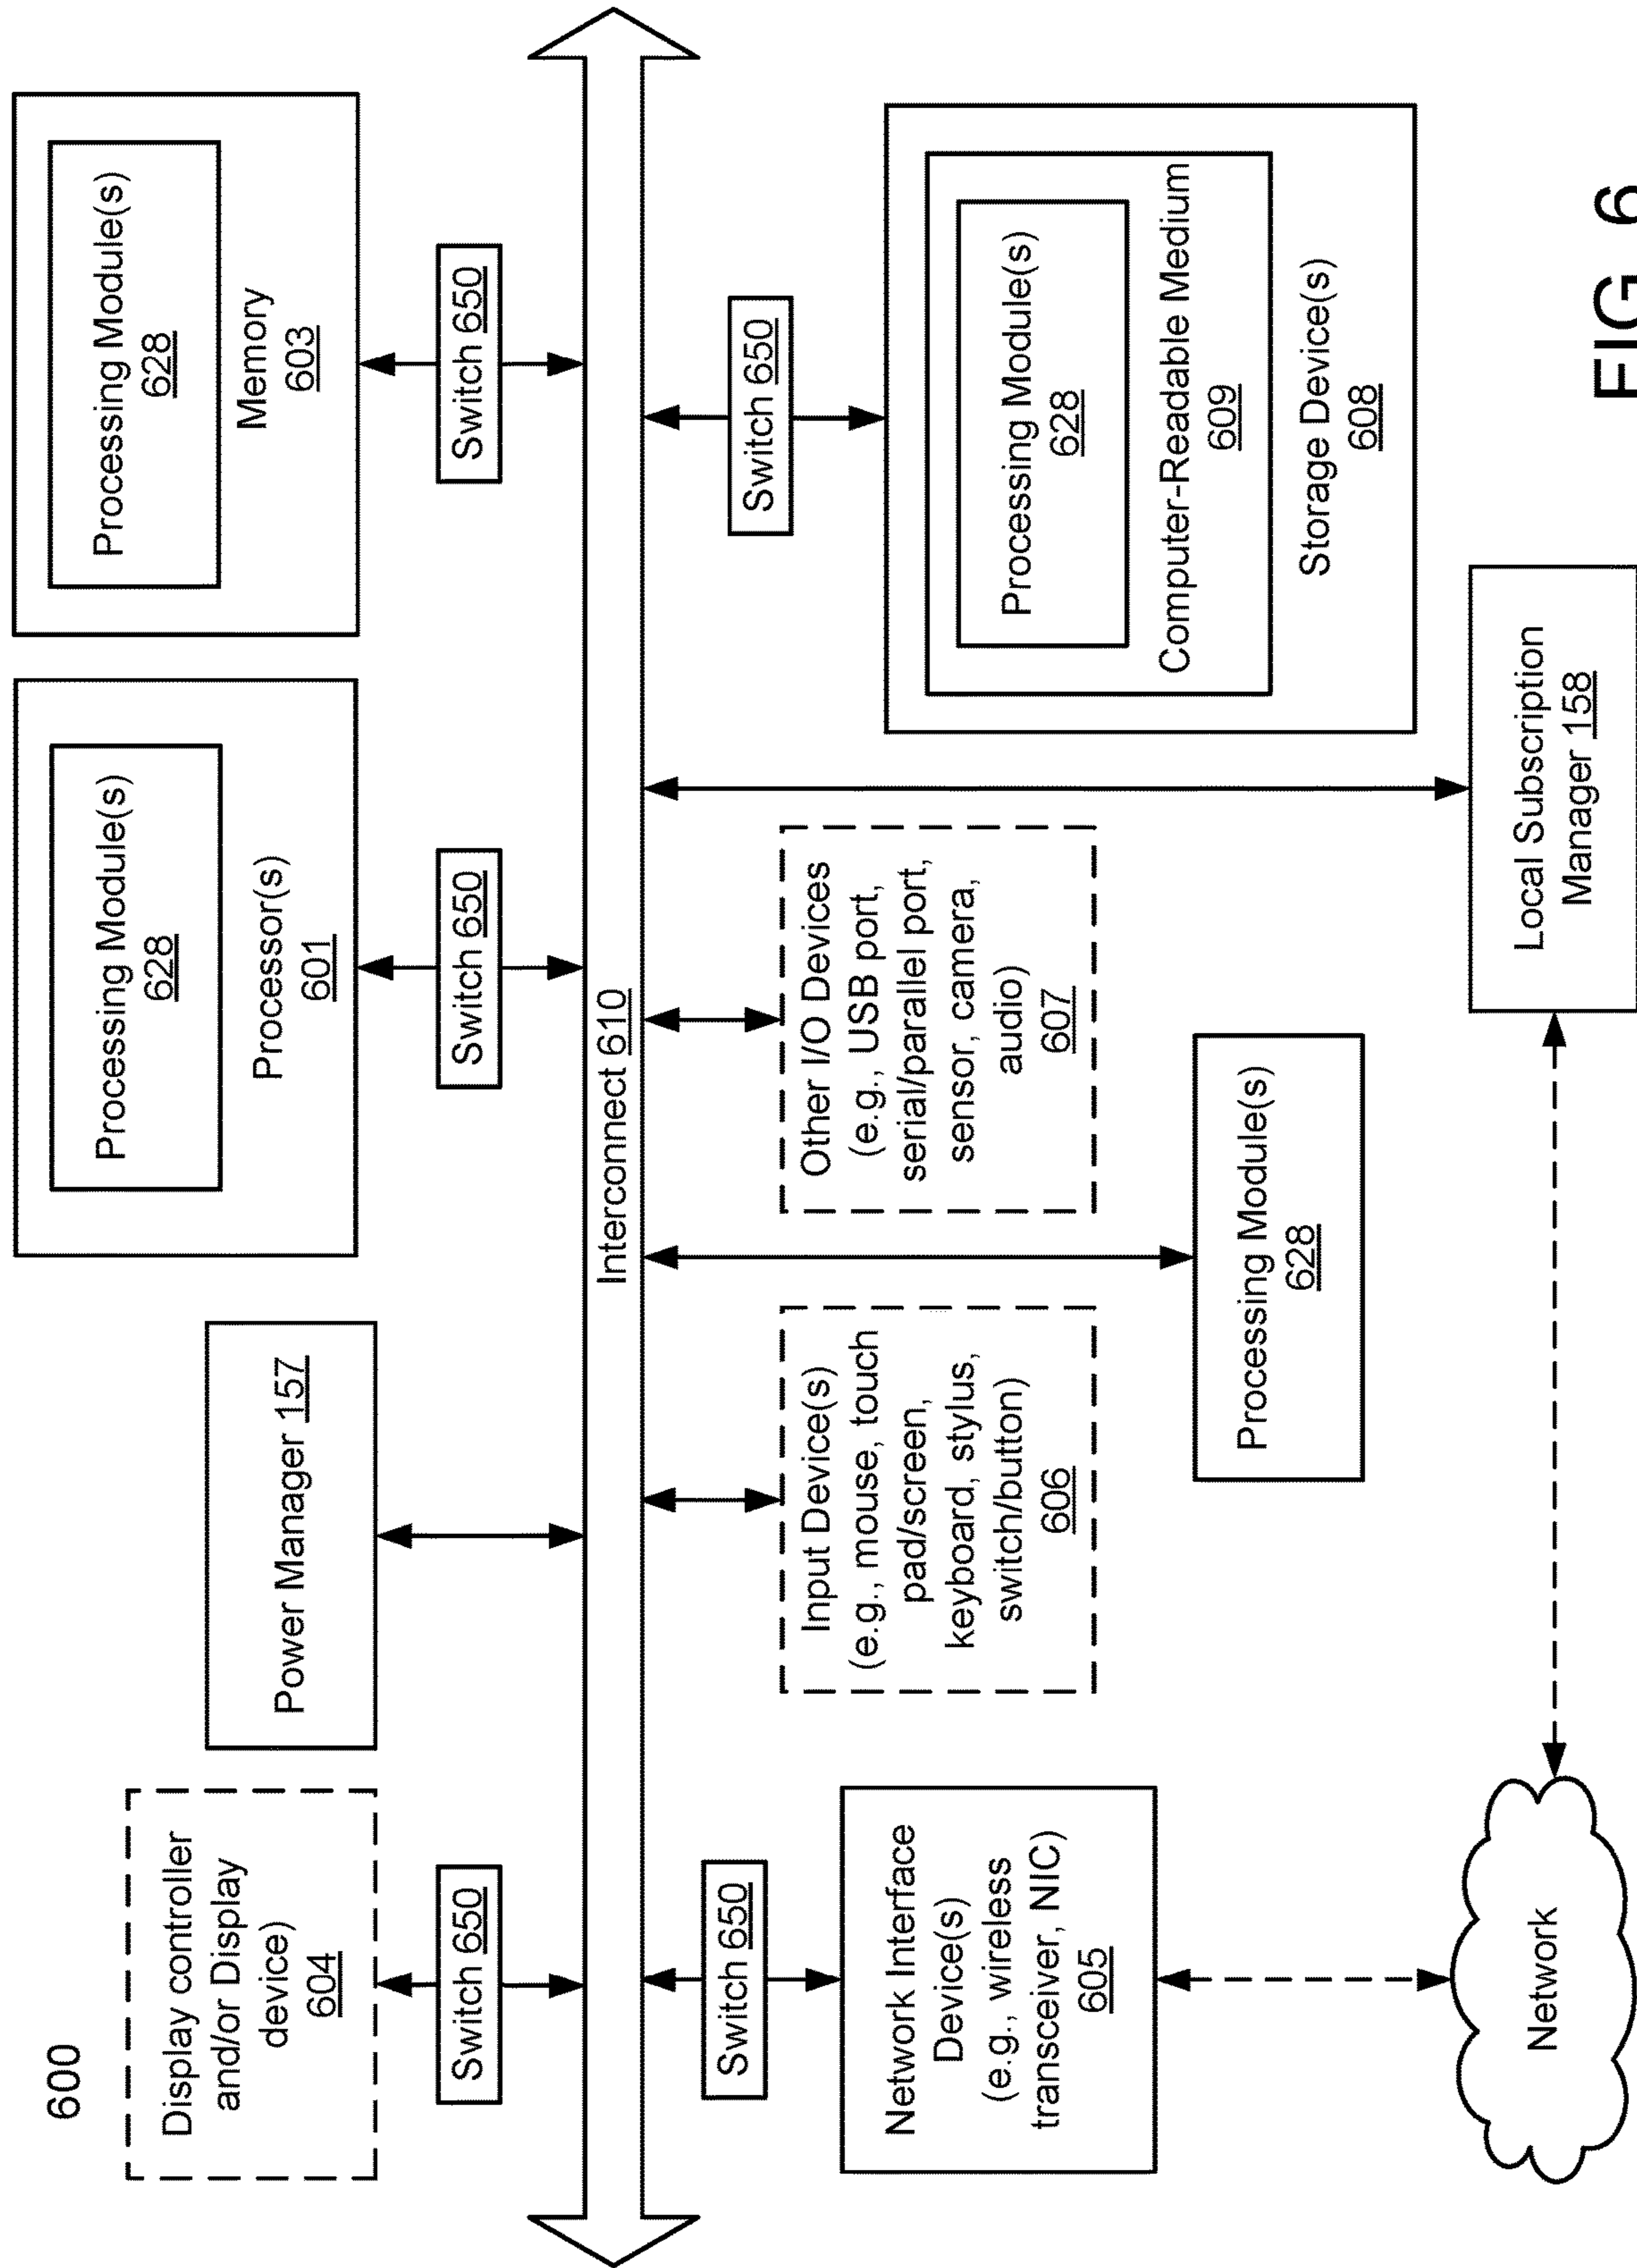 600
Display controller
and/or Display
device)
604
Power Manager 157
Processing Module(s)
628
Processor(s)
601
Processing Module(s)
628
Memory
603
Switch 650
Switch 650
Switch 650
Interconnect 610
Switch 650
Switch 650
Network Interface
Device(s)
(e.g., wireless
transceiver, NIC)
605
Input Device(s)
(e.g., mouse, touch
pad/screen,
keyboard, stylus,
switch/button)
606
Other I/O Devices
(e.g., USB port,
serial/parallel port,
sensor, camera,
audio)
607
Processing Module(s)
628
Computer-Readable Medium
609
Storage Device(s)
608
Processing Module(s)
628
Local Subscription
Manager 158
Network
FIG. 6